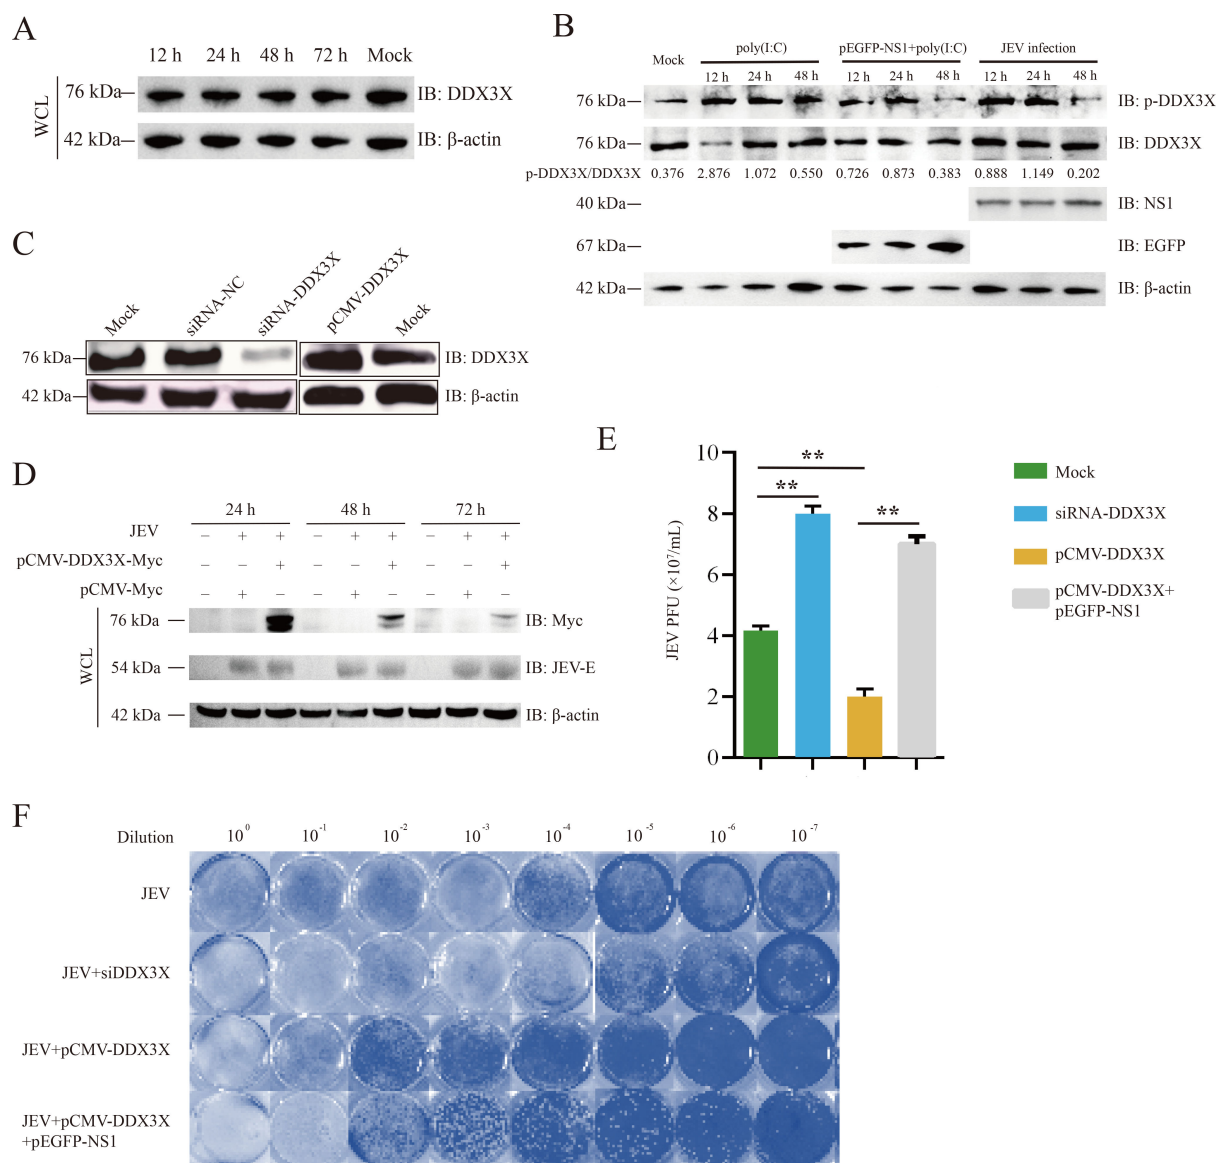 A
12 h 24 h 48 h 72 h Mock
WCL
76 kDa
IB: DDX3X
42 kDa
IB: β-actin
B
Mock poly(I:C) pEGFP-NS1+poly(I:C) JEV infection
12 h 24 h 48 h 12 h 24 h 48 h 12 h 24 h 48 h
76 kDa
IB: p-DDX3X
76 kDa
IB: DDX3X
p-DDX3X/DDX3X 0.376 2.876 1.072 0.550 0.726 0.873 0.383 0.888 1.149 0.202
40 kDa
IB: NS1
67 kDa
IB: EGFP
42 kDa
IB: β-actin
C
Mock siRNA-NC siRNA-DDX3X pCMV-DDX3X Mock
76 kDa
IB: DDX3X
42 kDa
IB: β-actin
D
24 h 48 h 72 h
JEV − + + − + + − + +
pCMV-DDX3X-Myc − − + − − + − − +
pCMV-Myc − + − − + − − + −
WCL
76 kDa
IB: Myc
54 kDa
IB: JEV-E
42 kDa
IB: β-actin
E
JEV PFU (×10⁷/mL)
10
8
6
4
2
0
**
**
**
Mock
siRNA-DDX3X
pCMV-DDX3X
pCMV-DDX3X+
pEGFP-NS1
F
Dilution 10⁰ 10⁻¹ 10⁻² 10⁻³ 10⁻⁴ 10⁻⁵ 10⁻⁶ 10⁻⁷
JEV
JEV+siDDX3X
JEV+pCMV-DDX3X
JEV+pCMV-DDX3X
+pEGFP-NS1